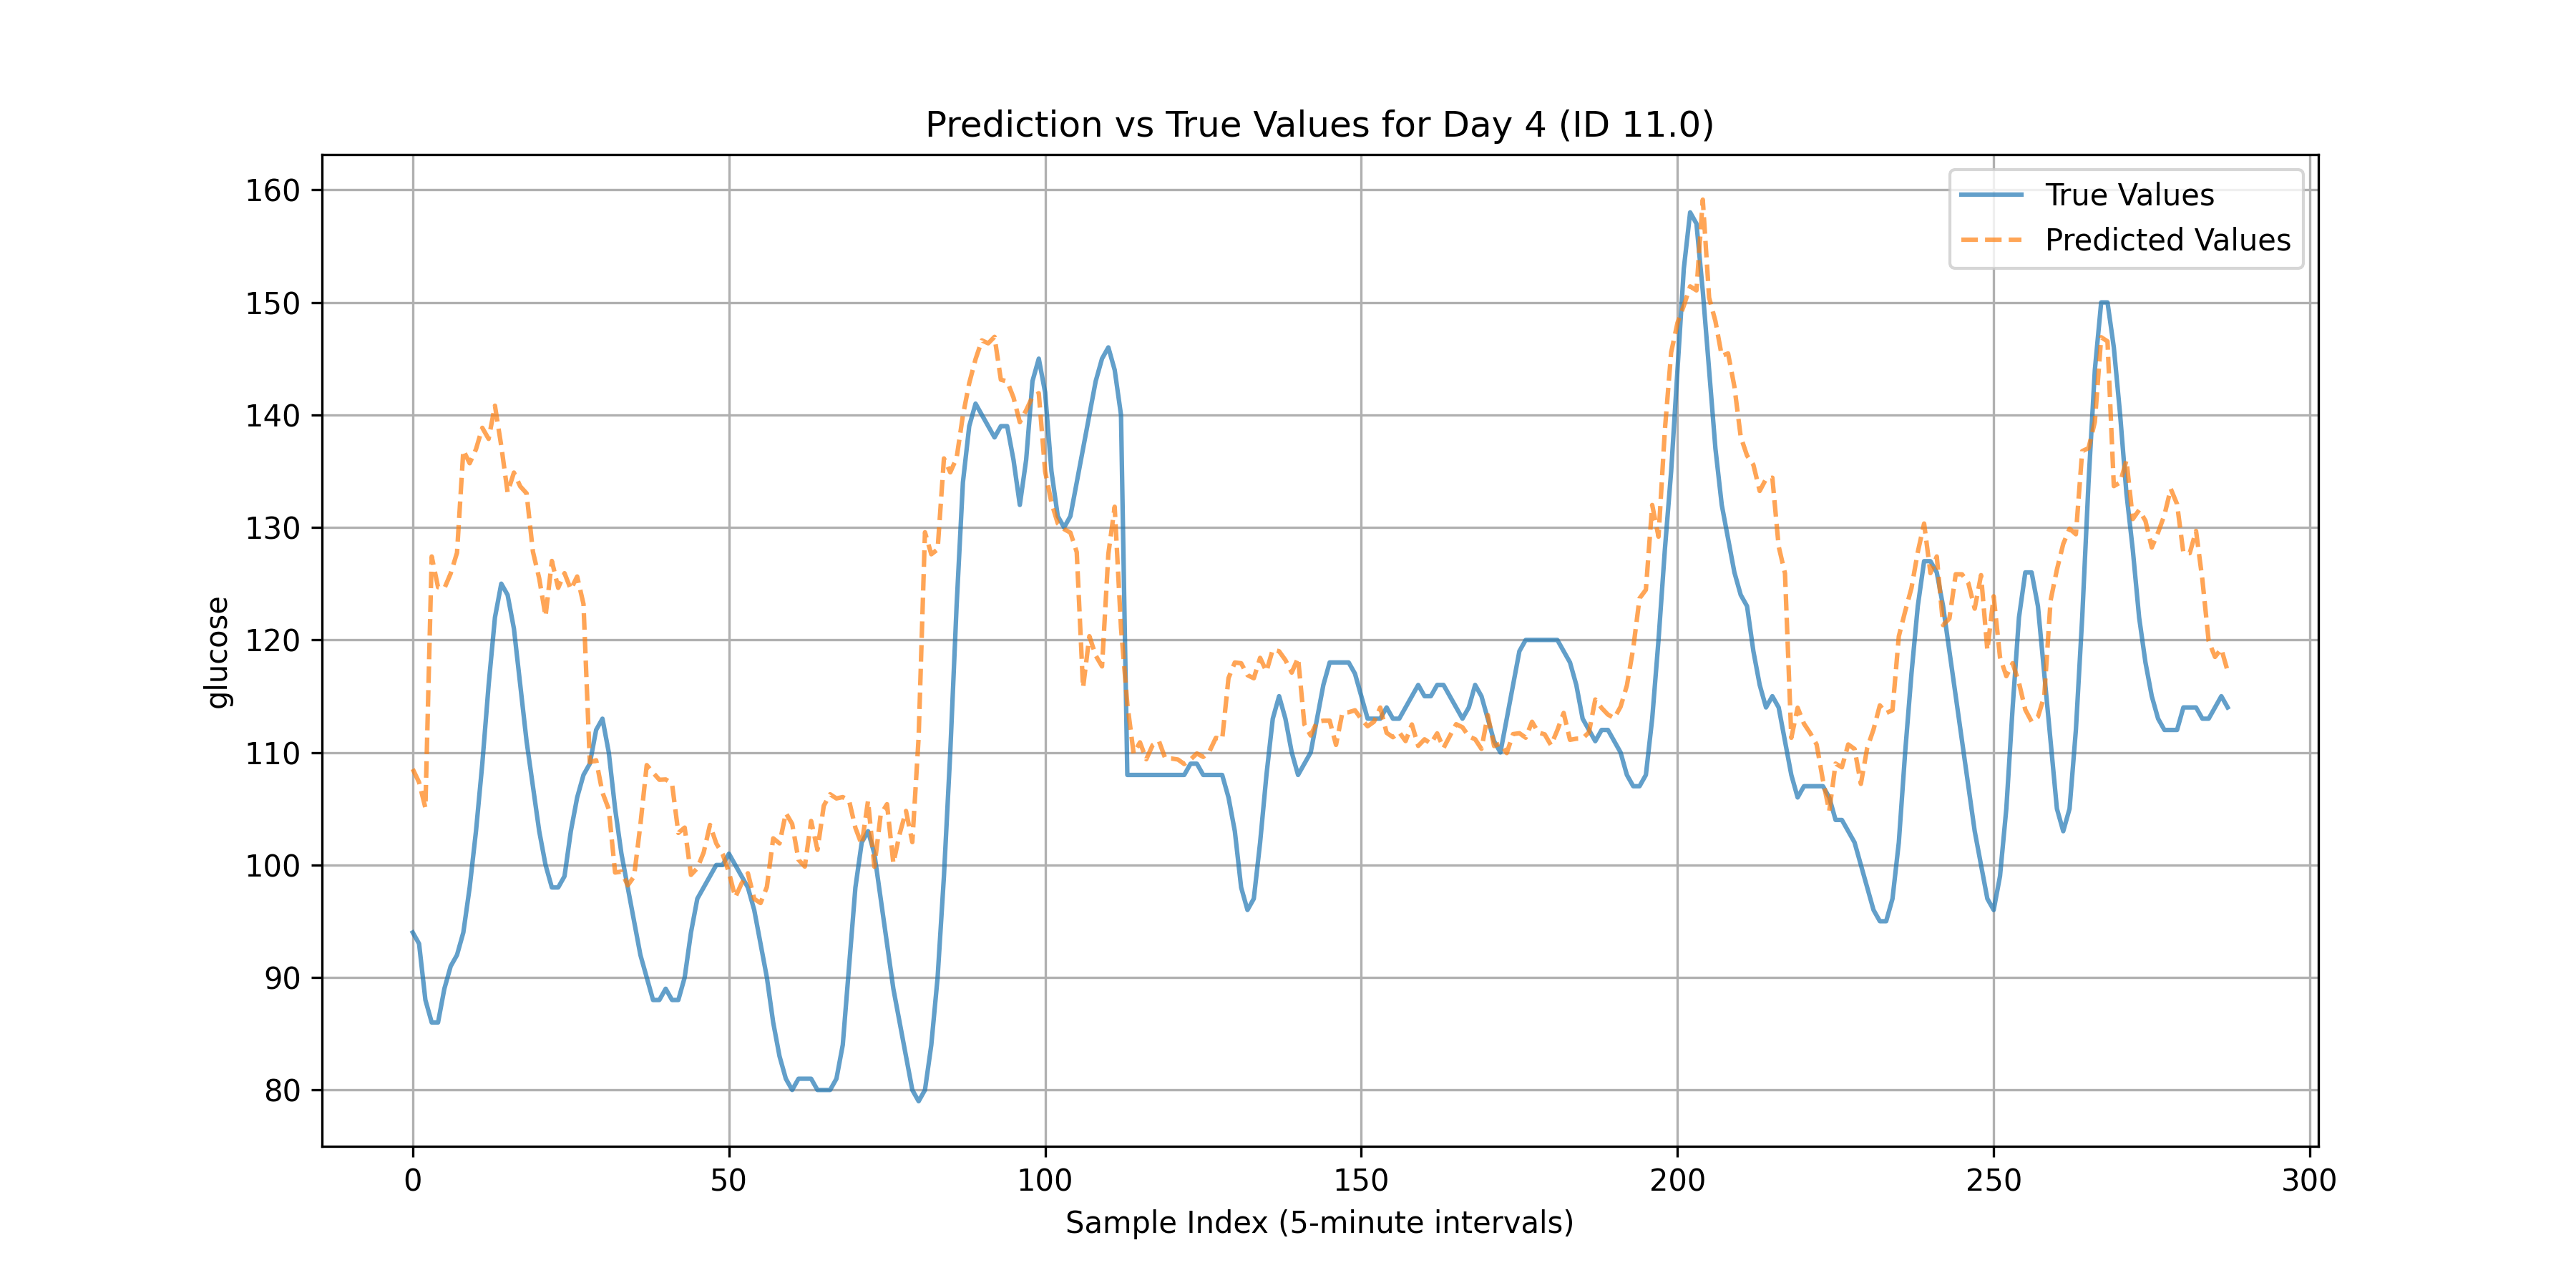 Prediction vs True Values for Day 4 (ID 11.0)
True Values
Predicted Values
160
150
140
130
120
110
100
90
80
glucose
0 50 100 150 200 250 300
Sample Index (5-minute intervals)